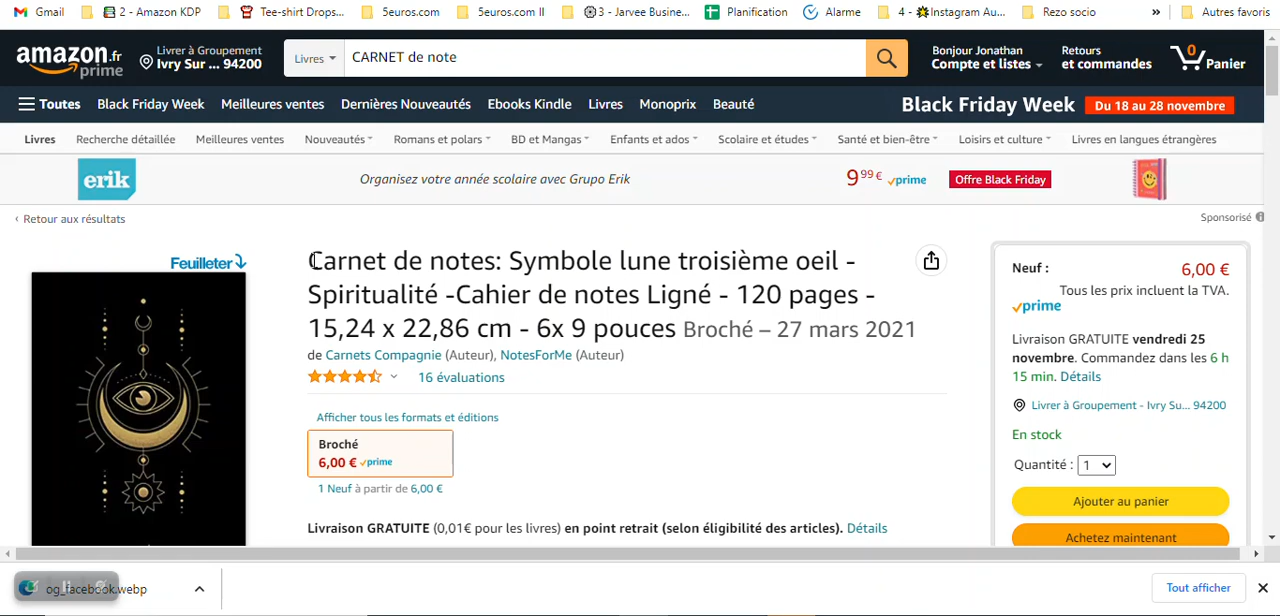 Gmail 2 - Amazon KDP Tee-shirt Drops... 5euros.com 5euros.com II 3 - Jarvee Busine... Planification Alarme 4 - Instagram Au... Rezo socio » Autres favoris
amazon.fr prime
Livrer à Groupement
Ivry Sur ... 94200
Livres
CARNET de note
Bonjour Jonathan
Compte et listes
Retours
et commandes
0
Panier
Toutes Black Friday Week Meilleures ventes Dernières Nouveautés Ebooks Kindle Livres Monoprix Beauté Black Friday Week Du 18 au 28 novembre
Livres Recherche détaillée Meilleures ventes Nouveautés Romans et polars BD et Mangas Enfants et ados Scolaire et études Santé et bien-être Loisirs et culture Livres en langues étrangères
erik Organisez votre année scolaire avec Grupo Erik 9,99 € prime Offre Black Friday
‹ Retour aux résultats
Sponsorisé
Feuilleter
Carnet de notes: Symbole lune troisième oeil -
Spiritualité -Cahier de notes Ligné - 120 pages -
15,24 x 22,86 cm - 6x 9 pouces Broché – 27 mars 2021
de Carnets Compagnie (Auteur), NotesForMe (Auteur)
16 évaluations
Afficher tous les formats et éditions
Broché
6,00 € prime
1 Neuf à partir de 6,00 €
Livraison GRATUITE (0,01€ pour les livres) en point retrait (selon éligibilité des articles). Détails
Neuf : 6,00 €
Tous les prix incluent la TVA.
prime
Livraison GRATUITE vendredi 25
novembre. Commandez dans les 6 h
15 min. Détails
Livrer à Groupement - Ivry Su... 94200
En stock
Quantité : 1
Ajouter au panier
Achetez maintenant
og_facebook.webp
Tout afficher